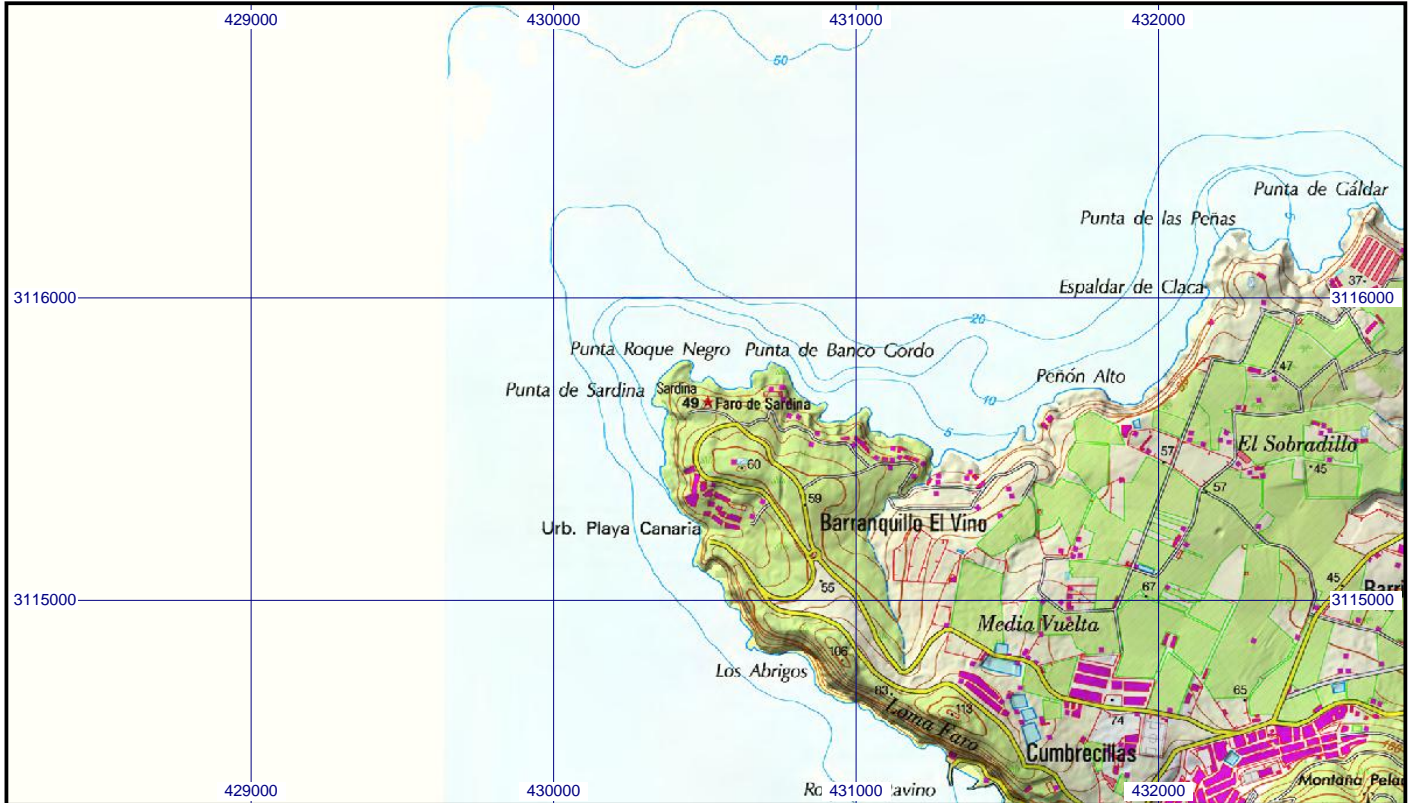 429000 430000 431000 432000
50
Punta de Gáldar
Punta de las Peñas
5
Espaldar de Claca
37
3116000 3116000
20
Punta Roque Negro Punta de Banco Gordo
47
Peñón Alto
Punta de Sardina Sardina
10
49 Faro de Sardina
5
El Sobradillo
57
60
45
57
59
Urb. Playa Canaria
Barranquillo El Vino
45
55
67
3115000 3115000
Media Vuelta
106
Los Abrigos
63
65
Loma Faro
113
74
Cumbrecillas
Montaña
429000 430000 431000 432000